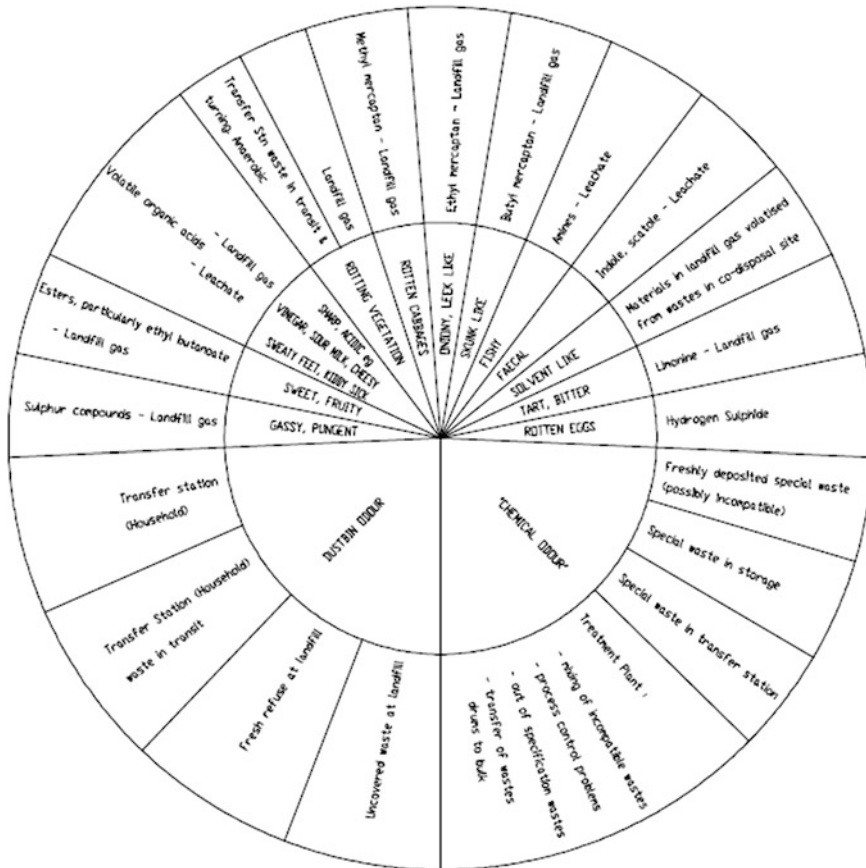 Sulphur compounds - Landfill gas
Esters, particularly ethyl butanoate
- Landfill gas
Volatile organic acids
- Landfill gas
- Leachate
Transfer Stn waste in transit &
turning. Anaerobic
Landfill gas
Methyl mercaptan - Landfill gas
Ethyl mercaptan - Landfill gas
Butyl mercaptan - Landfill gas
Amines - Leachate
Indole, scatole - Leachate
Materials in landfill gas volatised
from wastes in co-disposal site
Limonine - Landfill gas
Hydrogen Sulphide
GASSY, PUNGENT
SWEET, FRUITY
SHARP, ACIDIC eg
VINEGAR, SOUR MILK, CHEESY
SWEATY FEET, KIDDY SICK
ROTTING VEGETATION
ROTTEN CABBAGES
ONIONY, LEEK LIKE
SKUNK LIKE
FISHY
FAECAL
SOLVENT LIKE
TART, BITTER
ROTTEN EGGS
DUSTBIN ODOUR
"CHEMICAL ODOUR"
Transfer station
(Household)
Transfer Station (Household)
waste in transit
Fresh refuse at landfill
Uncovered waste at landfill
Freshly deposited special waste
(possibly incompatible)
Special waste in storage
Special waste in transfer station
Treatment Plant
- mixing of incompatible wastes
- process control problems
- out of specification wastes
- transfer of wastes
drums to bulk